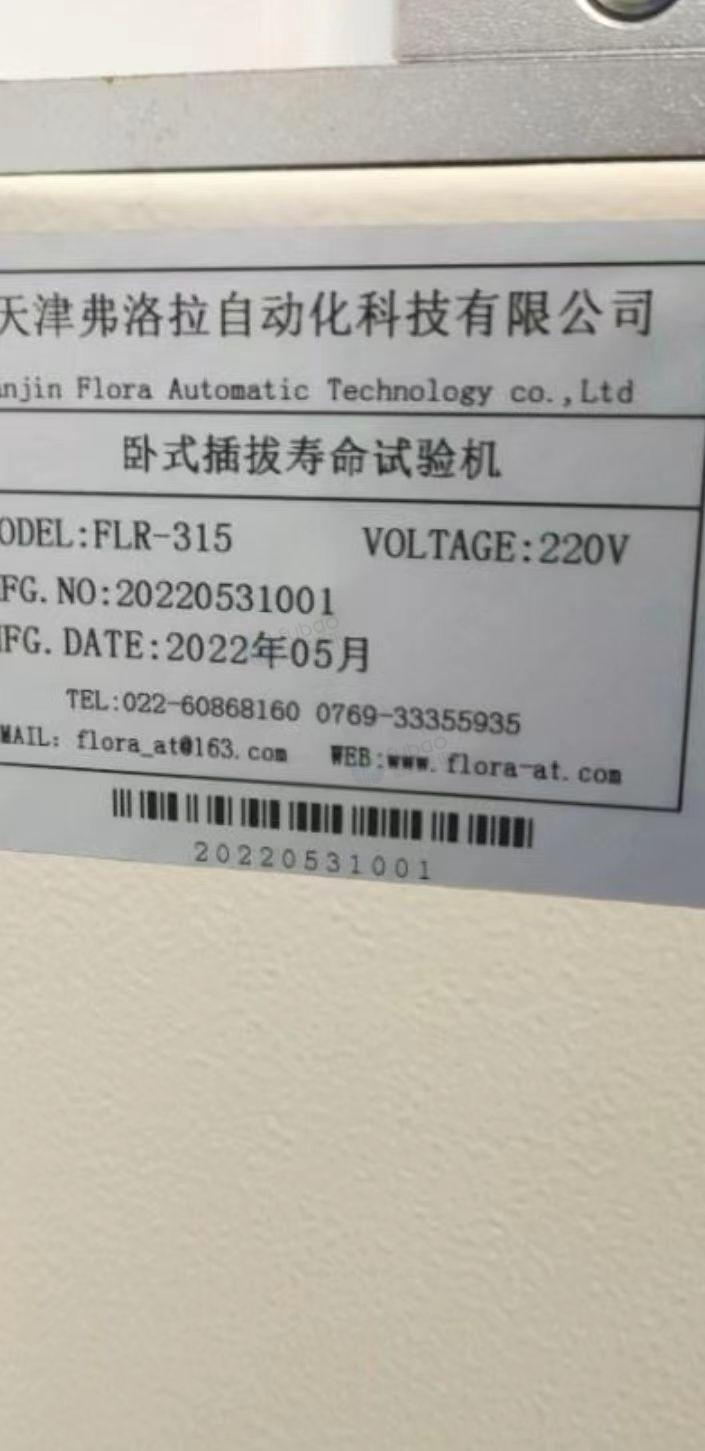 天津弗洛拉自动化科技有限公司
anjin Flora Automatic Technology co.,Ltd
卧式插拔寿命试验机
ODEL:FLR-315 VOLTAGE:220V
FG. NO:20220531001
MFG. DATE:2022年05月
TEL:022-60868160 0769-33355935
MAIL: flora_at@163.com WEB:www.flora-at.com
20220531001